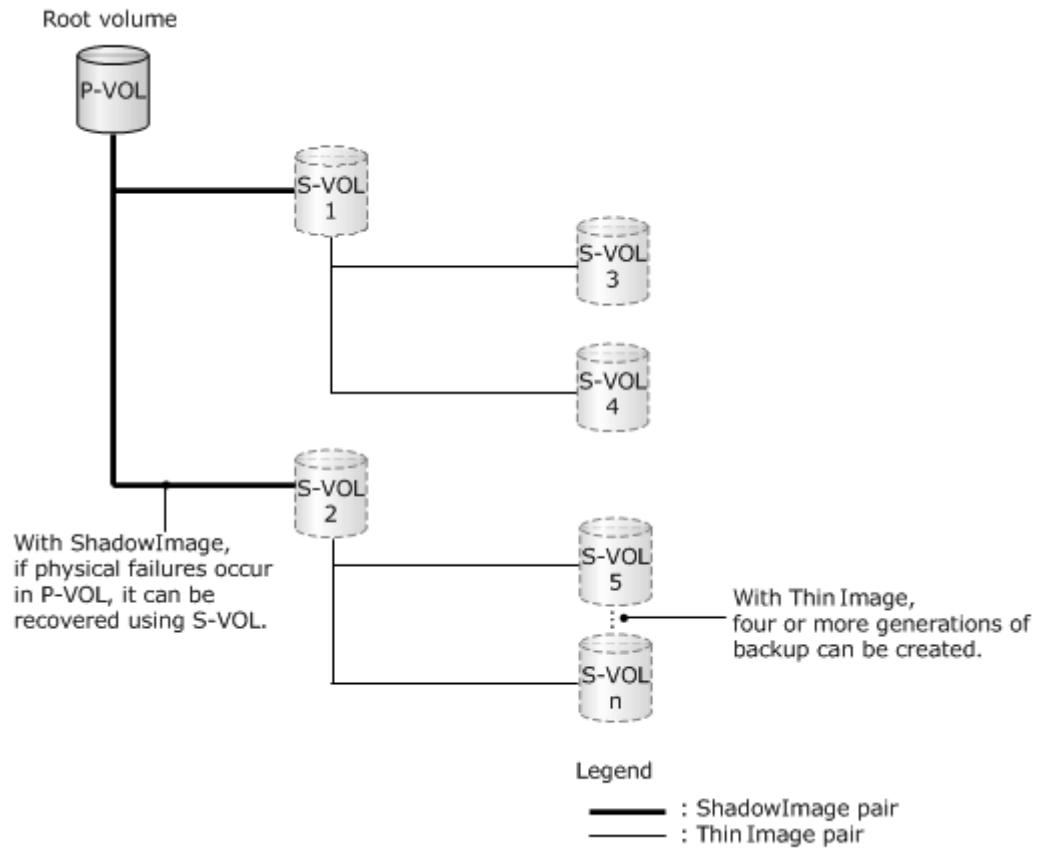 Root volume
P-VOL
S-VOL
1
S-VOL
3
S-VOL
4
S-VOL
2
With ShadowImage,
if physical failures occur
in P-VOL, it can be
recovered using S-VOL.
S-VOL
5
With Thin Image,
four or more generations of
backup can be created.
S-VOL
n
Legend
: ShadowImage pair
: Thin Image pair